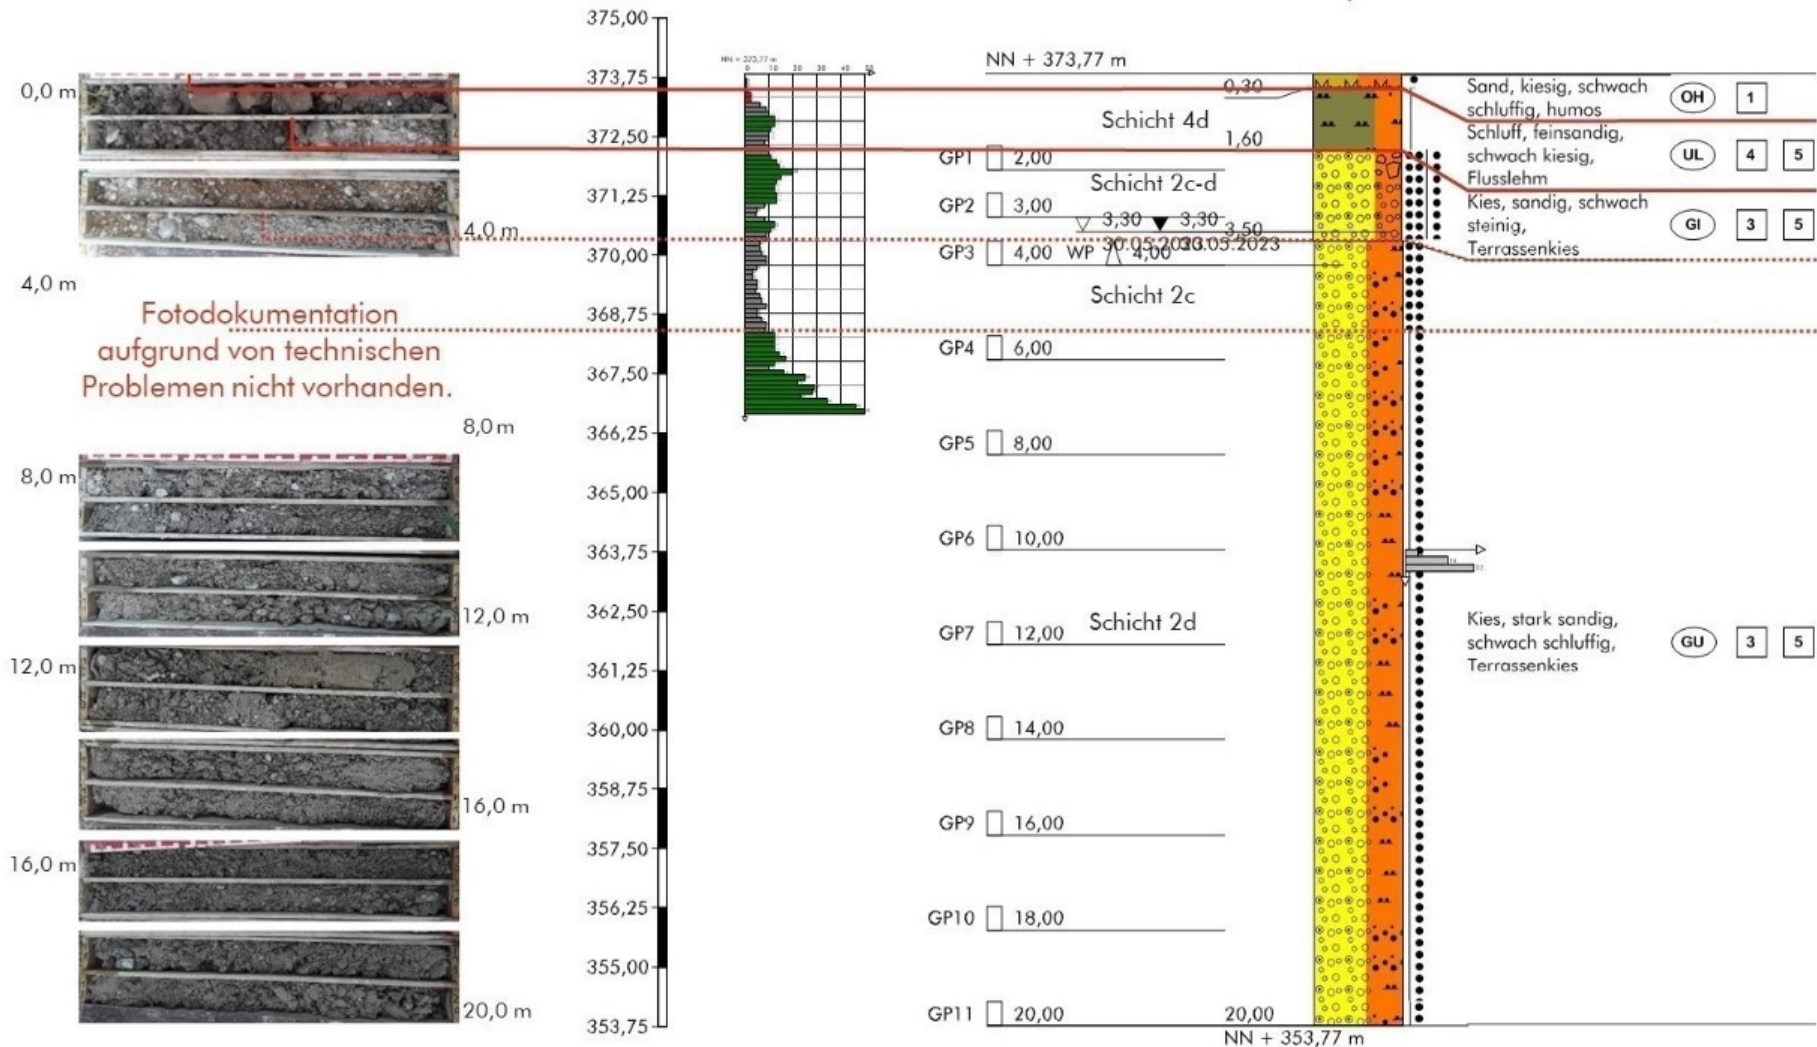 0,0 m
4,0 m
4,0 m
Fotodokumentation
aufgrund von technischen
Problemen nicht vorhanden.
8,0 m
8,0 m
12,0 m
12,0 m
16,0 m
16,0 m
20,0 m
375,00
373,75
372,50
371,25
370,00
368,75
367,50
366,25
365,00
363,75
362,50
361,25
360,00
358,75
357,50
356,25
355,00
353,75
NN + 373,77 m
0 10 20 30 40 50
NN + 373,77 m
0,30
Schicht 4d
1,60
GP1 2,00
Schicht 2c-d
GP2 3,00
3,30 3,30
3,50
30.05.2023
GP3 4,00 WP 4,00
Schicht 2c
GP4 6,00
GP5 8,00
GP6 10,00
GP7 12,00 Schicht 2d
GP8 14,00
GP9 16,00
GP10 18,00
GP11 20,00 20,00
NN + 353,77 m
Sand, kiesig, schwach
schluffig, humos
OH 1
Schluff, feinsandig,
schwach kiesig,
Flusslehm
UL 4 5
Kies, sandig, schwach
steinig,
Terrassenkies
GI 3 5
Kies, stark sandig,
schwach schluffig,
Terrassenkies
GU 3 5